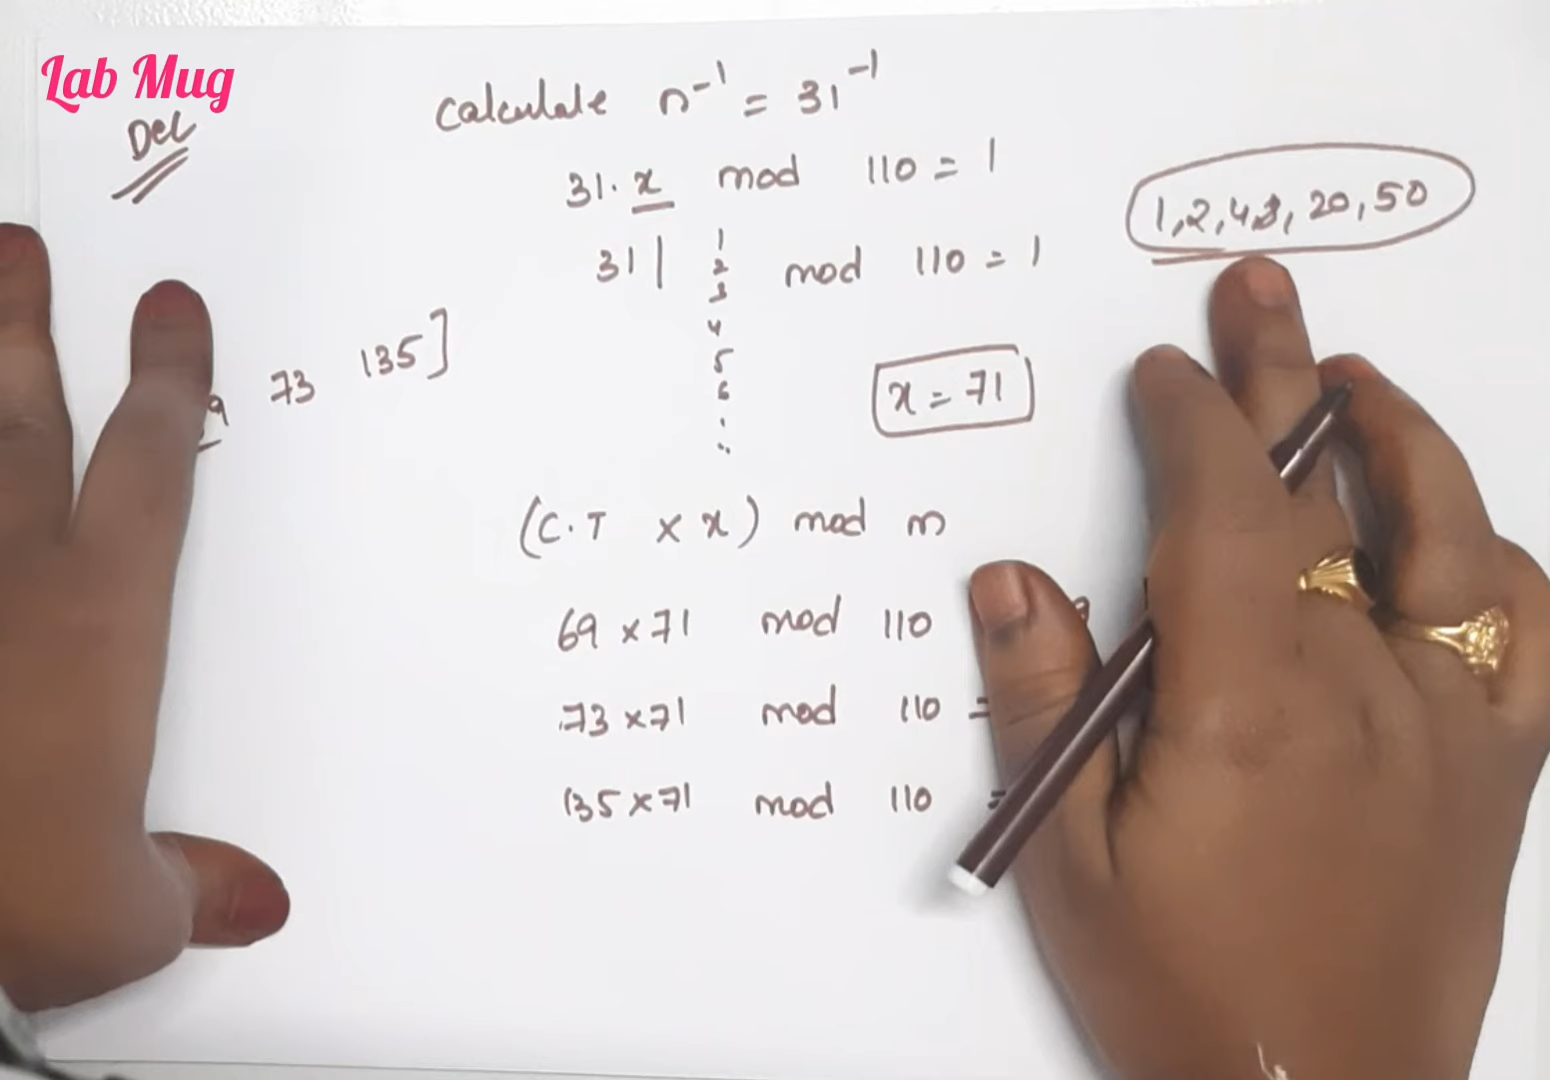 Lab Mug
Dec
calculate n⁻¹ = 31⁻¹
31. x mod 110 = 1
1, 2, 4, 8, 20, 50
31 | 1 mod 110 = 1
2
3
4
5
6
.
..
9 73 135]
x = 71
(C.T × x) mod m
69 × 71 mod 110
73 × 71 mod 110 =
135 × 71 mod 110 =